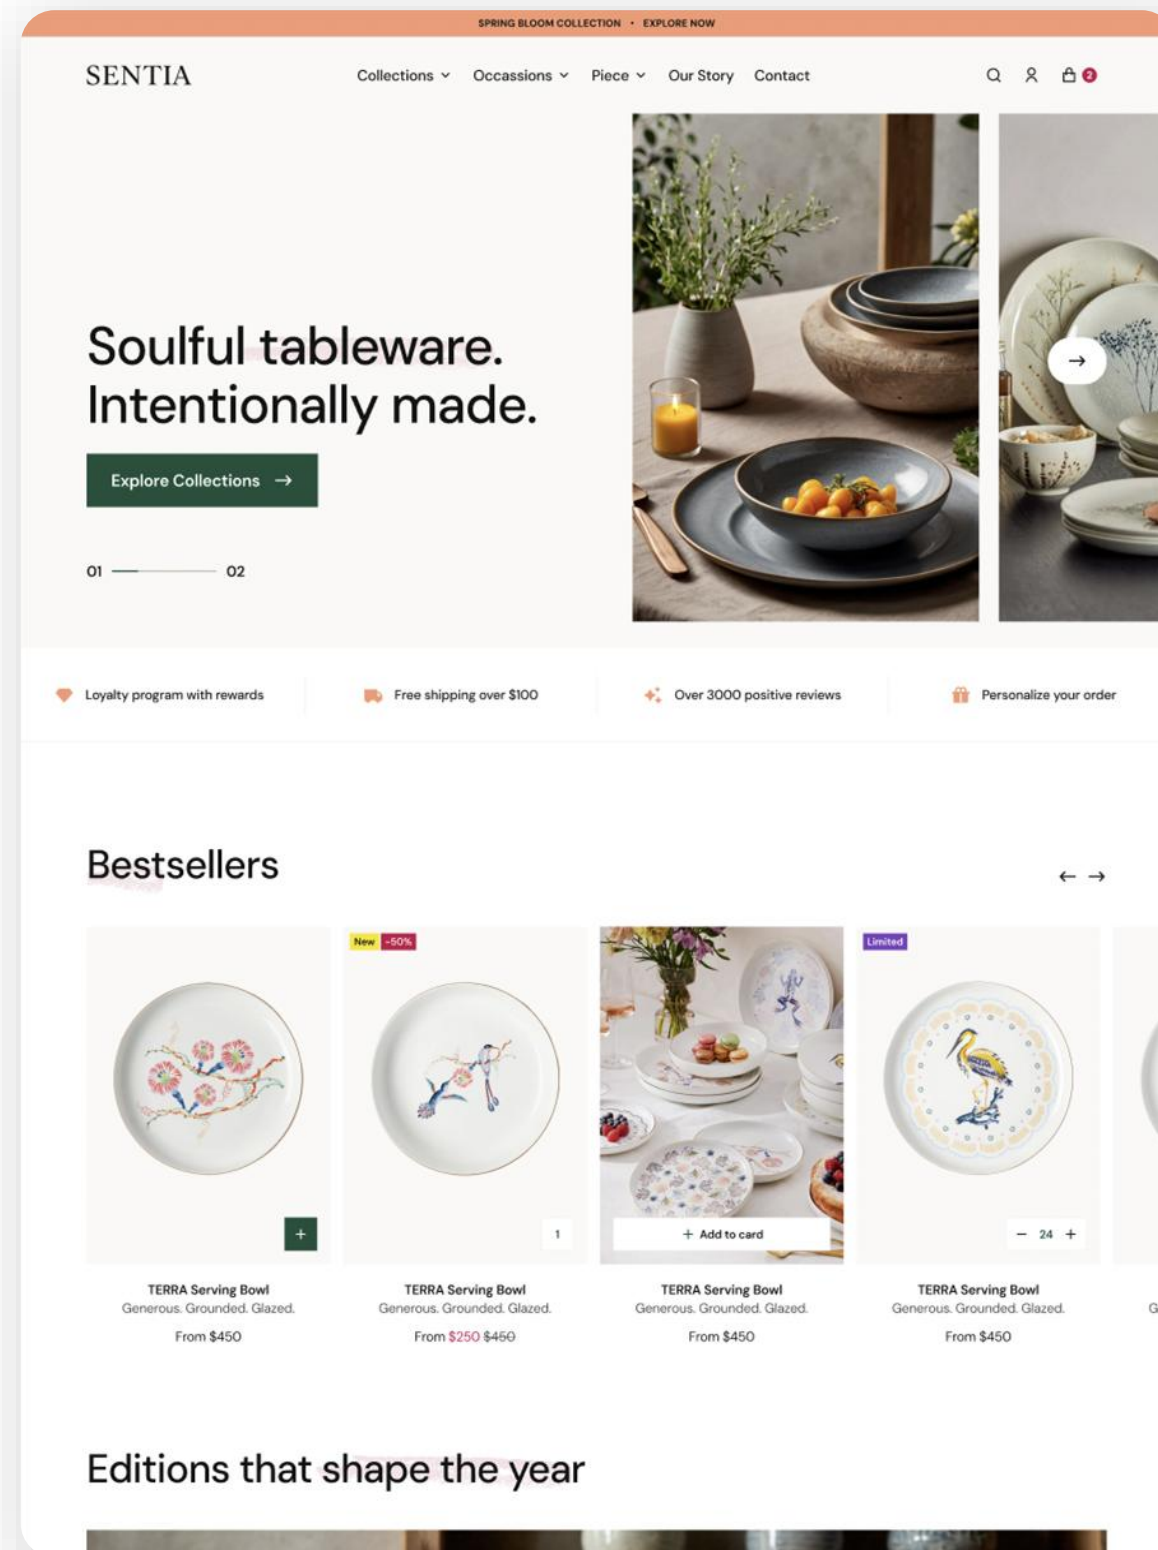 SPRING BLOOM COLLECTION • EXPLORE NOW
SENTIA
Collections
Occassions
Piece
Our Story
Contact
2
Soulful tableware.
Intentionally made.
Explore Collections →
01
02
Loyalty program with rewards
Free shipping over $100
Over 3000 positive reviews
Personalize your order
Bestsellers
← →
New
-50%
Limited
+
1
+ Add to card
− 24 +
TERRA Serving Bowl
Generous. Grounded. Glazed.
From $450
TERRA Serving Bowl
Generous. Grounded. Glazed.
From $250 $450
TERRA Serving Bowl
Generous. Grounded. Glazed.
From $450
TERRA Serving Bowl
Generous. Grounded. Glazed.
From $450
G
Editions that shape the year